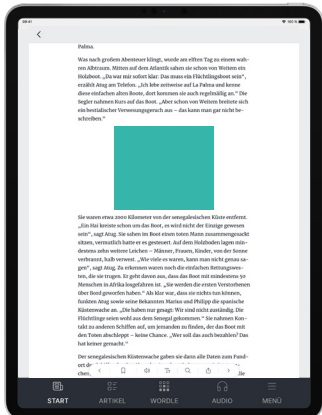 09:41
100 %
Palma.
Was nach großem Abenteuer klingt, wurde am elften Tag zu einem wah-
ren Albtraum. Mitten auf dem Atlantik sahen sie schon von Weitem ein
Holzboot. „Da war mir sofort klar: Das muss ein Flüchtlingsboot sein“,
erzählt Atug am Telefon. „Ich lebe zeitweise auf La Palma und kenne
diese einfachen alten Boote, dort kommen sie auch regelmäßig an.“ Die
Segler nahmen Kurs auf das Boot. „Aber schon von Weitem breitete sich
ein bestialischer Verwesungsgeruch aus – das kann man gar nicht be-
schreiben.“
Sie waren etwa 2000 Kilometer von der senegalesischen Küste entfernt.
„Ein Hai kreiste schon um das Boot, es wird nicht der Einzige gewesen
sein“, sagt Atug. Sie sahen im Boot einen toten Mann zusammengesackt
sitzen, vermutlich hatte er es gesteuert. Auf dem Holzboden lagen min-
destens zehn weitere Leichen – Männer, Frauen, Kinder, von der Sonne
verbrannt, halb verwest. „Wie viele es waren, kann man nicht genau sa-
gen“, sagt Atug. Zu erkennen waren noch die einfachen Rettungswes-
ten, die sie trugen. Er geht davon aus, dass das Boot mit mindestens 50
Menschen in Afrika losgefahren ist. „Sie werden die ersten Verstorbenen
über Bord geworfen haben.“ Als klar war, dass sie nichts tun können,
funkten Atug sowie seine Bekannten Marius und Philipp die spanische
Küstenwache an. „Die haben nur gesagt: Wir sind nicht zuständig. Die
Flüchtlinge seien wohl aus dem Senegal gekommen.“ Sie nahmen Kon-
takt zu anderen Schiffen auf, um jemanden zu finden, der das Boot mit
den Toten abschleppt – keine Chance. „Wer soll das auch bezahlen? Das
hat keiner gemacht.“
Der senegalesischen Küstenwache gaben sie dann alle Daten zum Fund-
START
ARTIKEL
WERKE
AUDIO
MENÜ